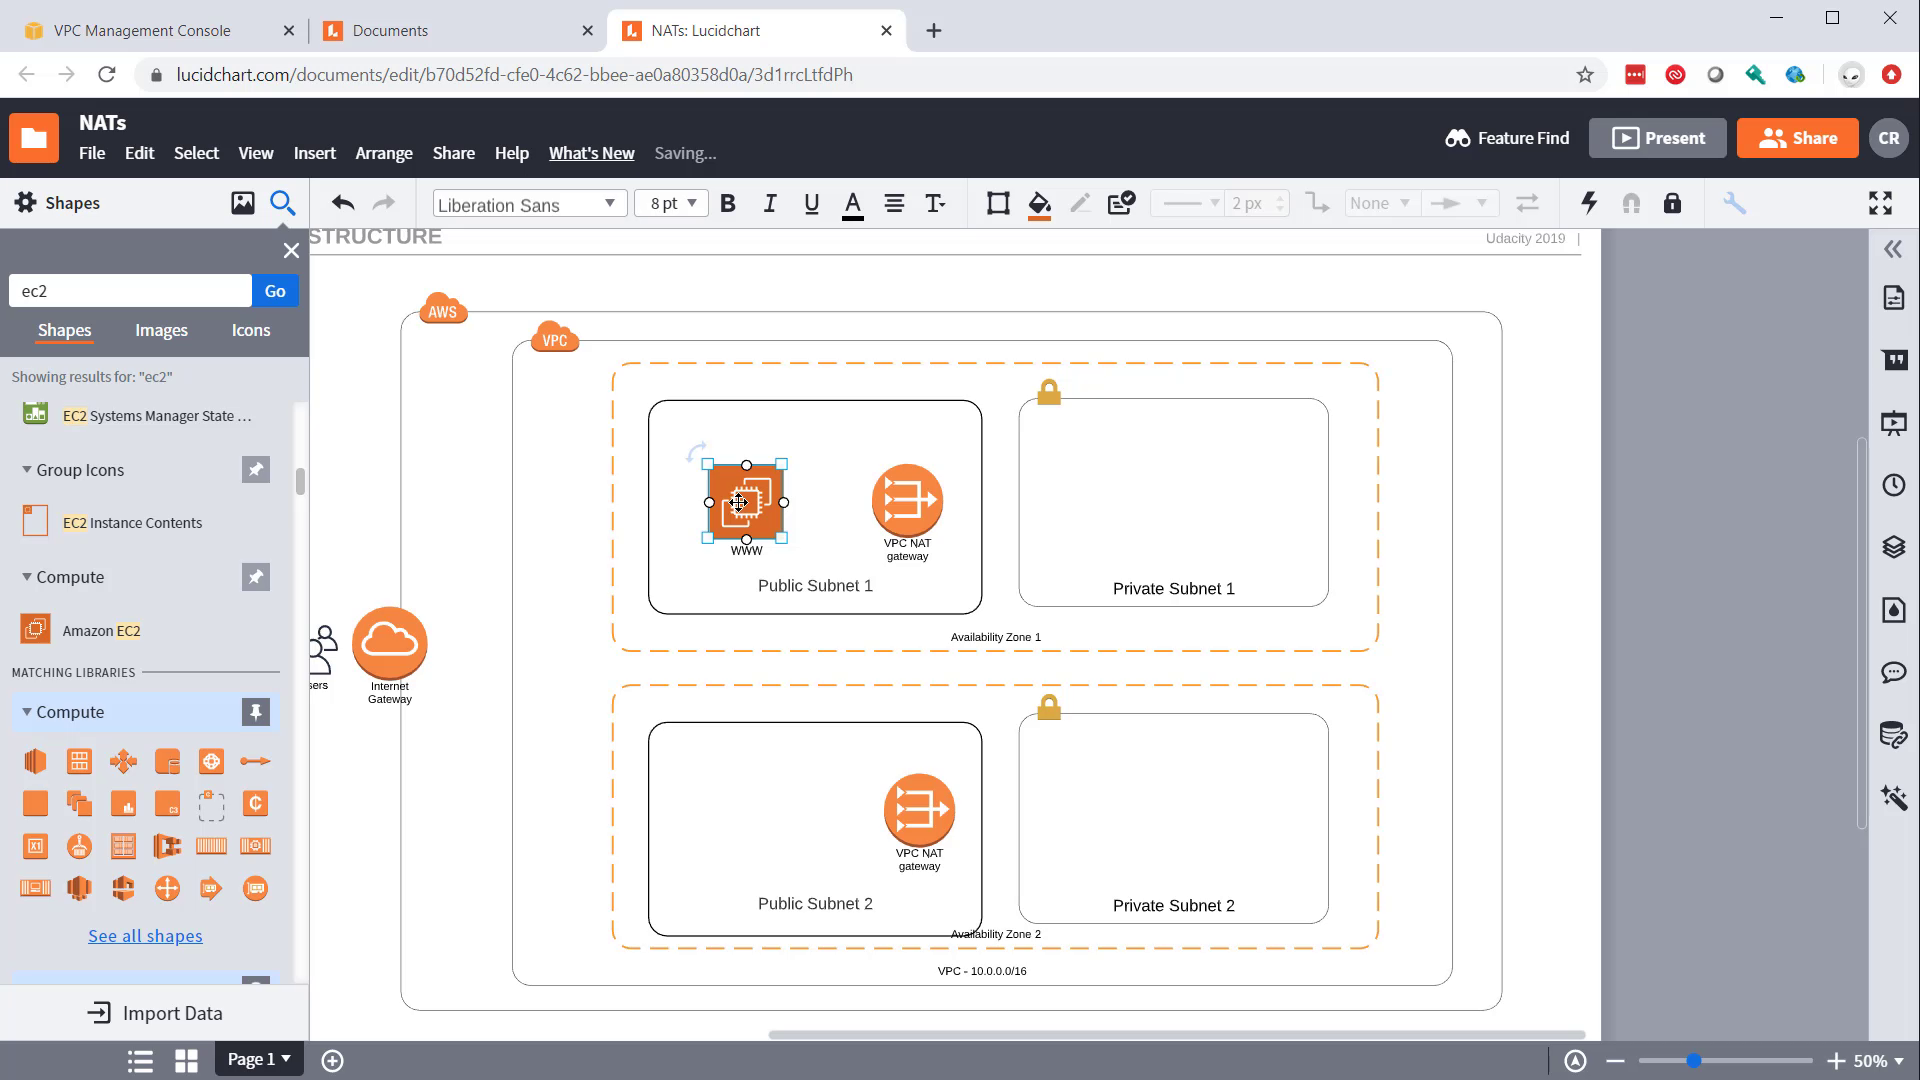 VPC Management Console
Documents
NATs: Lucidchart
lucidchart.com/documents/edit/b70d52fd-cfe0-4c62-bbee-ae0a80358d0a/3d1rrcLtfdPh
NATs
File Edit Select View Insert Arrange Share Help What's New Saving...
Feature Find
Present
Share
CR
Shapes
Liberation Sans
8 pt
B I U A T
2 px
None
STRUCTURE
Udacity 2019 |
ec2
Go
Shapes Images Icons
Showing results for: "ec2"
EC2 Systems Manager State ...
Group Icons
EC2 Instance Contents
Compute
Amazon EC2
MATCHING LIBRARIES
Compute
C3
X1
See all shapes
Import Data
AWS
VPC
WWW
VPC NAT
gateway
Public Subnet 1
Private Subnet 1
Availability Zone 1
sers
Internet
Gateway
VPC NAT
gateway
Public Subnet 2
Private Subnet 2
Availability Zone 2
VPC - 10.0.0.0/16
Page 1
50%